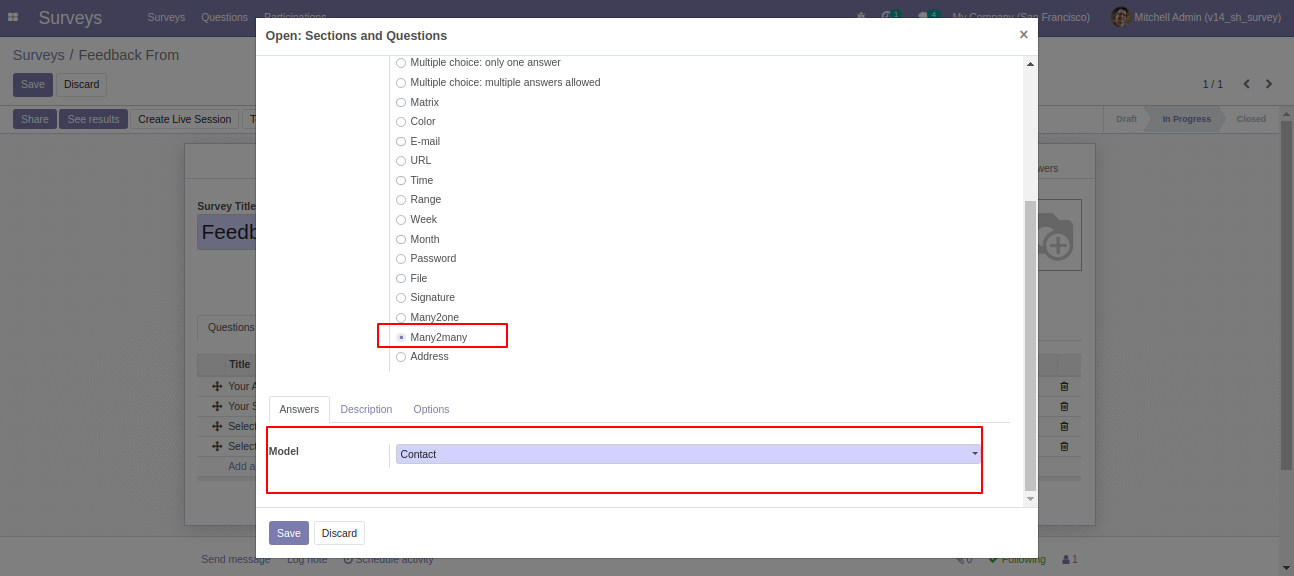 Surveys Surveys Questions Participations 1 4 My Company (San Francisco) Mitchell Admin (v14_sh_survey)
Open: Sections and Questions ×
Surveys / Feedback From
Save Discard
1 / 1
Share See results Create Live Session
Draft In Progress Closed
Multiple choice: only one answer
Multiple choice: multiple answers allowed
Matrix
Color
E-mail
URL
Time
Range
Week
Month
Password
File
Signature
Many2one
Many2many
Address
Survey Title
Feedb
wers
Questions
Title
Your A
Your S
Select
Select
Add a
Answers Description Options
Model Contact
Save Discard
Send message Log note Schedule activity 0 Following 1